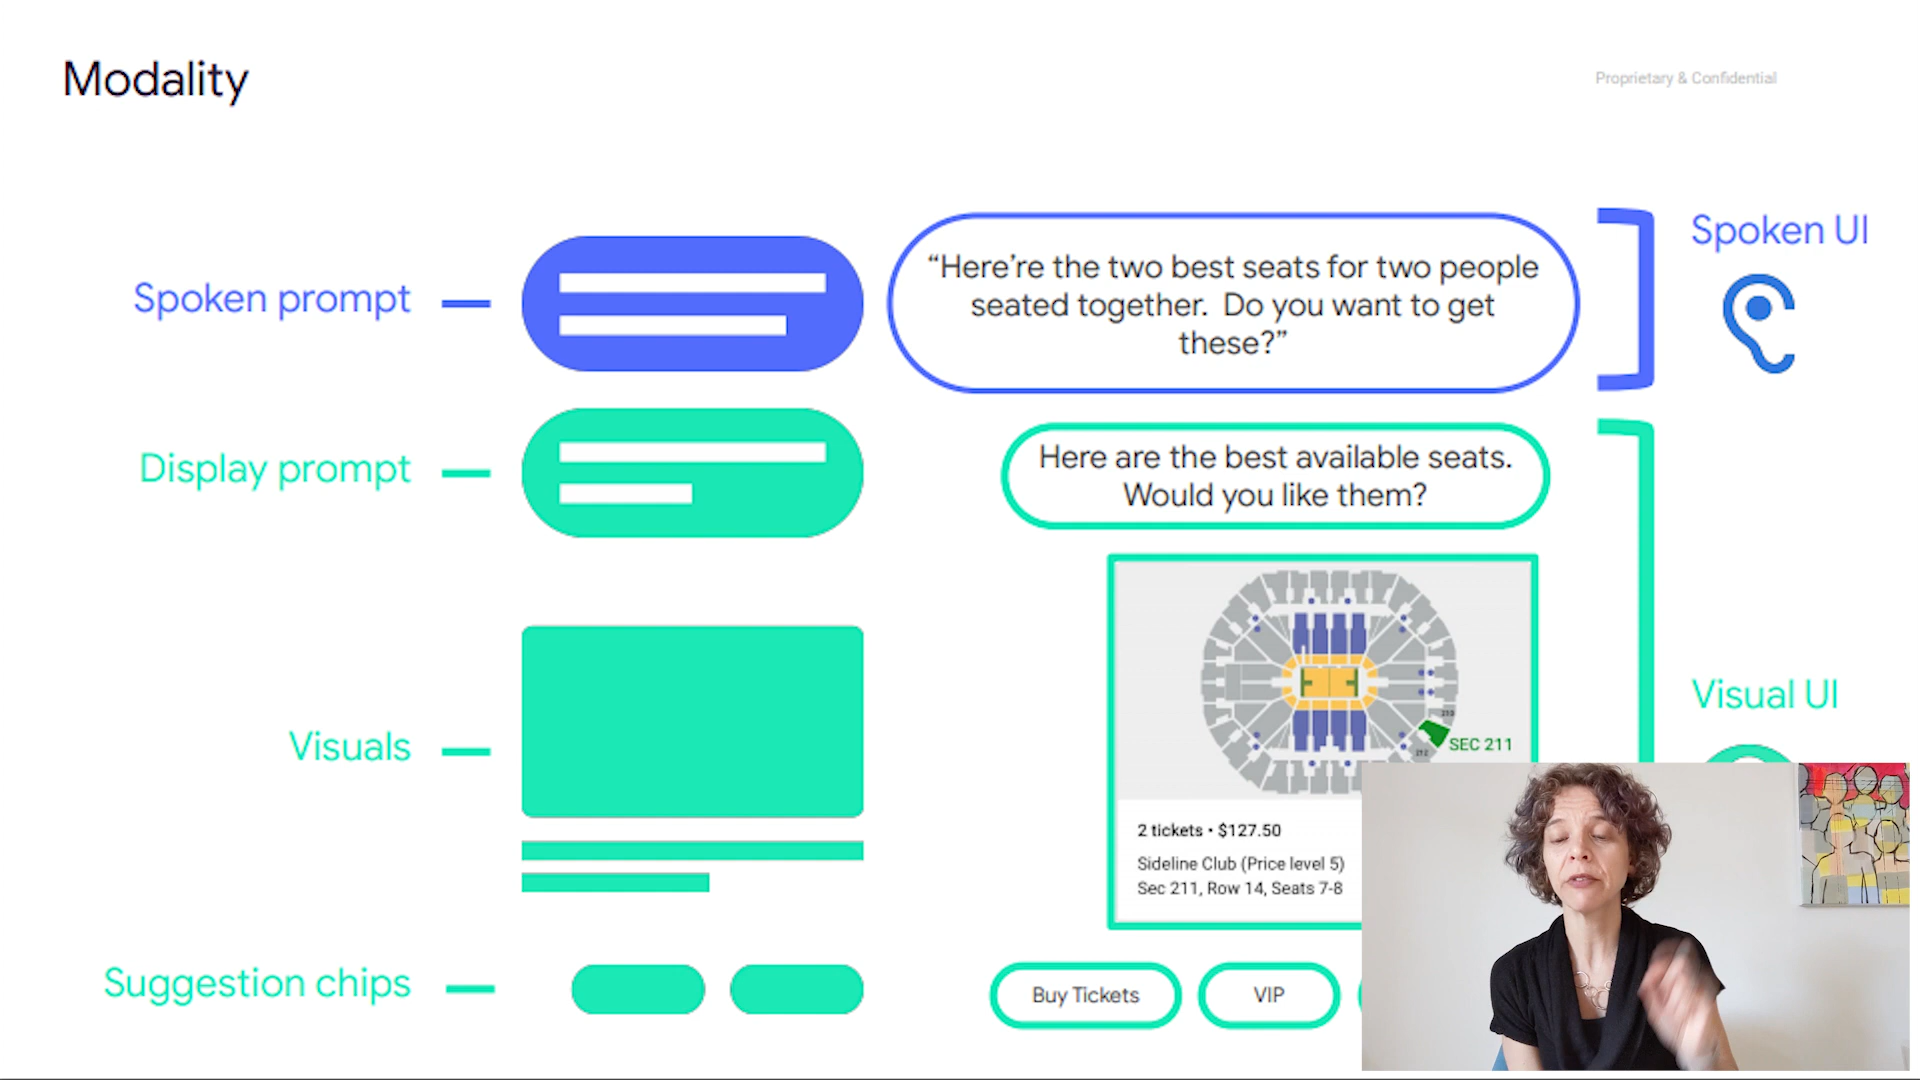 Modality
Proprietary & Confidential
Spoken prompt
“Here’re the two best seats for two people
seated together. Do you want to get
these?”
Spoken UI
Display prompt
Here are the best available seats.
Would you like them?
Visuals
SEC 211
Visual UI
2 tickets • $127.50
Sideline Club (Price level 5)
Sec 211, Row 14, Seats 7-8
Suggestion chips
Buy Tickets
VIP